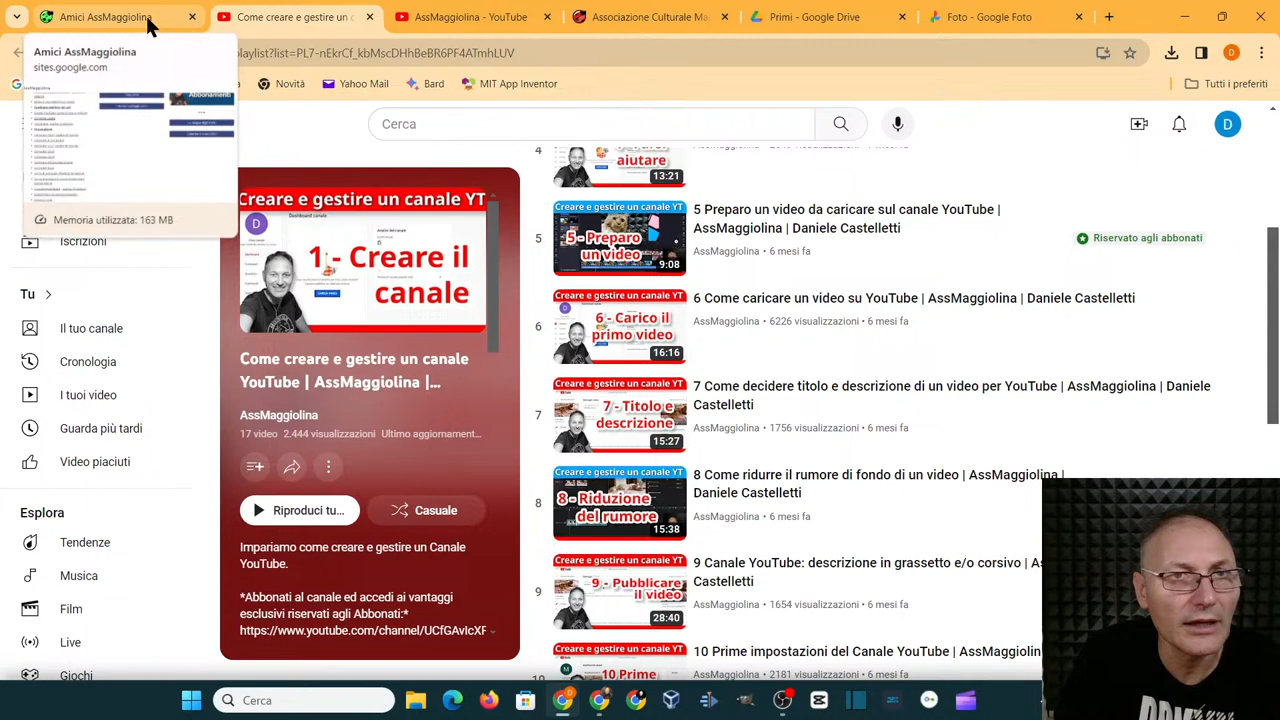 Amici AssMaggiolina
Come creare e gestire un c
AssMaggiolina - YouTube
Associazione Culturale Ma
Primi - Google Drive
Foto - Google Foto
Amici AssMaggiolina
sites.google.com
Memoria utilizzata: 163 MB
playlist?list=PL7-nEkrCf_kbMscDHhBeBR6PF4ATmhLUV
Novità
Yahoo Mail
Bard
MIT App Inventor
Tutti i preferiti
Cerca
D
Iscrizioni
Tu
Il tuo canale
Cronologia
I tuoi video
Guarda più tardi
Video piaciuti
Esplora
Tendenze
Musica
Film
Live
Giochi
Creare e gestire un canale YT
Dashboard canale
1 - Creare il
canale
Come creare e gestire un canale
YouTube | AssMaggiolina |...
AssMaggiolina
17 video 2.444 visualizzazioni Ultimo aggiornament...
Riproduci tu...
Casuale
Impariamo come creare e gestire un Canale
YouTube.
*Abbonati al canale ed accedi ai vantaggi
esclusivi riservati agli Abbonati:*
https://www.youtube.com/channel/UCfGAvIcXF
4
aiutare
13:21
5
Creare e gestire un canale YT
5 - Preparo
un video
9:08
5 Preparo un video da caricare sul canale YouTube |
AssMaggiolina | Daniele Castelletti
AssMaggiolina • 6 mesi fa
Riservato agli abbonati
6
Creare e gestire un canale YT
6 - Carico il
primo video
16:16
6 Come caricare un video su YouTube | AssMaggiolina | Daniele Castelletti
AssMaggiolina • 6226 visualizzazioni • 6 mesi fa
7
Creare e gestire un canale YT
7 - Titolo e
descrizione
15:27
7 Come decidere titolo e descrizione di un video per YouTube | AssMaggiolina | Daniele
Castelletti
AssMaggiolina • 1756 visualizzazioni • 6 mesi fa
8
Creare e gestire un canale YT
8 - Riduzione
del rumore
15:38
8 Come ridurre il rumore di fondo di un video | AssMaggiolina |
Daniele Castelletti
AssMaggiolina • 6 mesi fa
9
Creare e gestire un canale YT
9 - Pubblicare
il video
28:40
9 Canale YouTube: descrizione in grassetto e/o corsivo | As
Castelletti
AssMaggiolina • 1654 visualizzazioni • 6 mesi fa
Creare e gestire un canale YT
10 Prime
10 Prime impostazioni del Canale YouTube | AssMaggiolin
AssMaggiolina • 2181 visualizzazioni • 6 mesi fa
Cerca